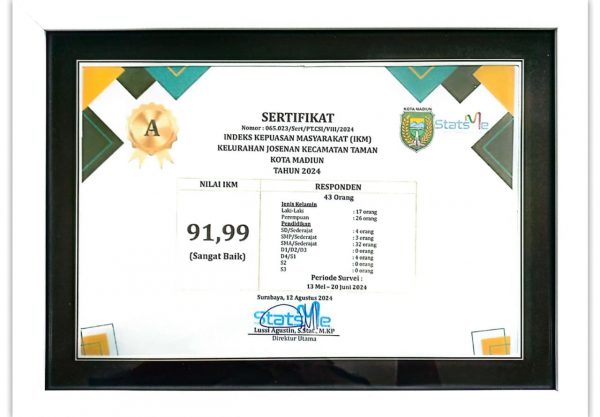 A
SERTIFIKAT
Nomor : 065.023/Sert/PT.CSI/VIII/2024
INDEKS KEPUASAN MASYARAKAT (IKM)
KELURAHAN JOSENAN KECAMATAN TAMAN
KOTA MADIUN
TAHUN 2024
KOTA MADIUN
StatsMe
NILAI IKM
91,99
(Sangat Baik)
RESPONDEN
43 Orang
Jenis Kelamin
Laki-Laki : 17 orang
Perempuan : 26 orang
Pendidikan
SD/Sederajat : 4 orang
SMP/Sederajat : 3 orang
SMA/Sederajat : 32 orang
D1/D2/D3 : 0 orang
D4/S1 : 4 orang
S2 : 0 orang
S3 : 0 orang
Periode Survei :
13 Mei – 20 Juni 2024
Surabaya, 12 Agustus 2024
StatsMe
Lussi Agustin, S.Stat., M.KP
Direktur Utama